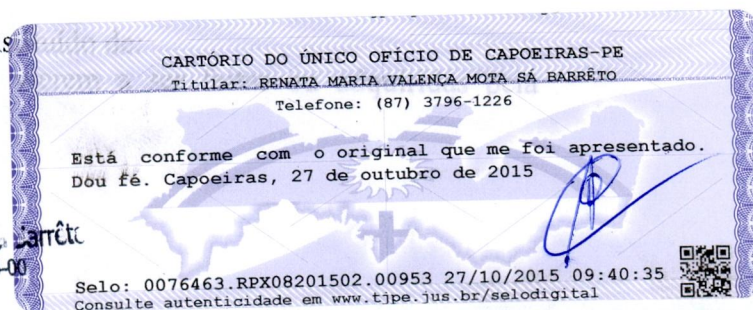 CARTÓRIO DO ÚNICO OFÍCIO DE CAPOEIRAS-PE
Titular: RENATA MARIA VALENÇA MOTA SÁ BARRÊTO
Telefone: (87) 3796-1226
Está conforme com o original que me foi apresentado.
Dou fé. Capoeiras, 27 de outubro de 2015
Barrêto
-00
Selo: 0076463.RPX08201502.00953 27/10/2015 09:40:35
Consulte autenticidade em www.tjpe.jus.br/selodigital